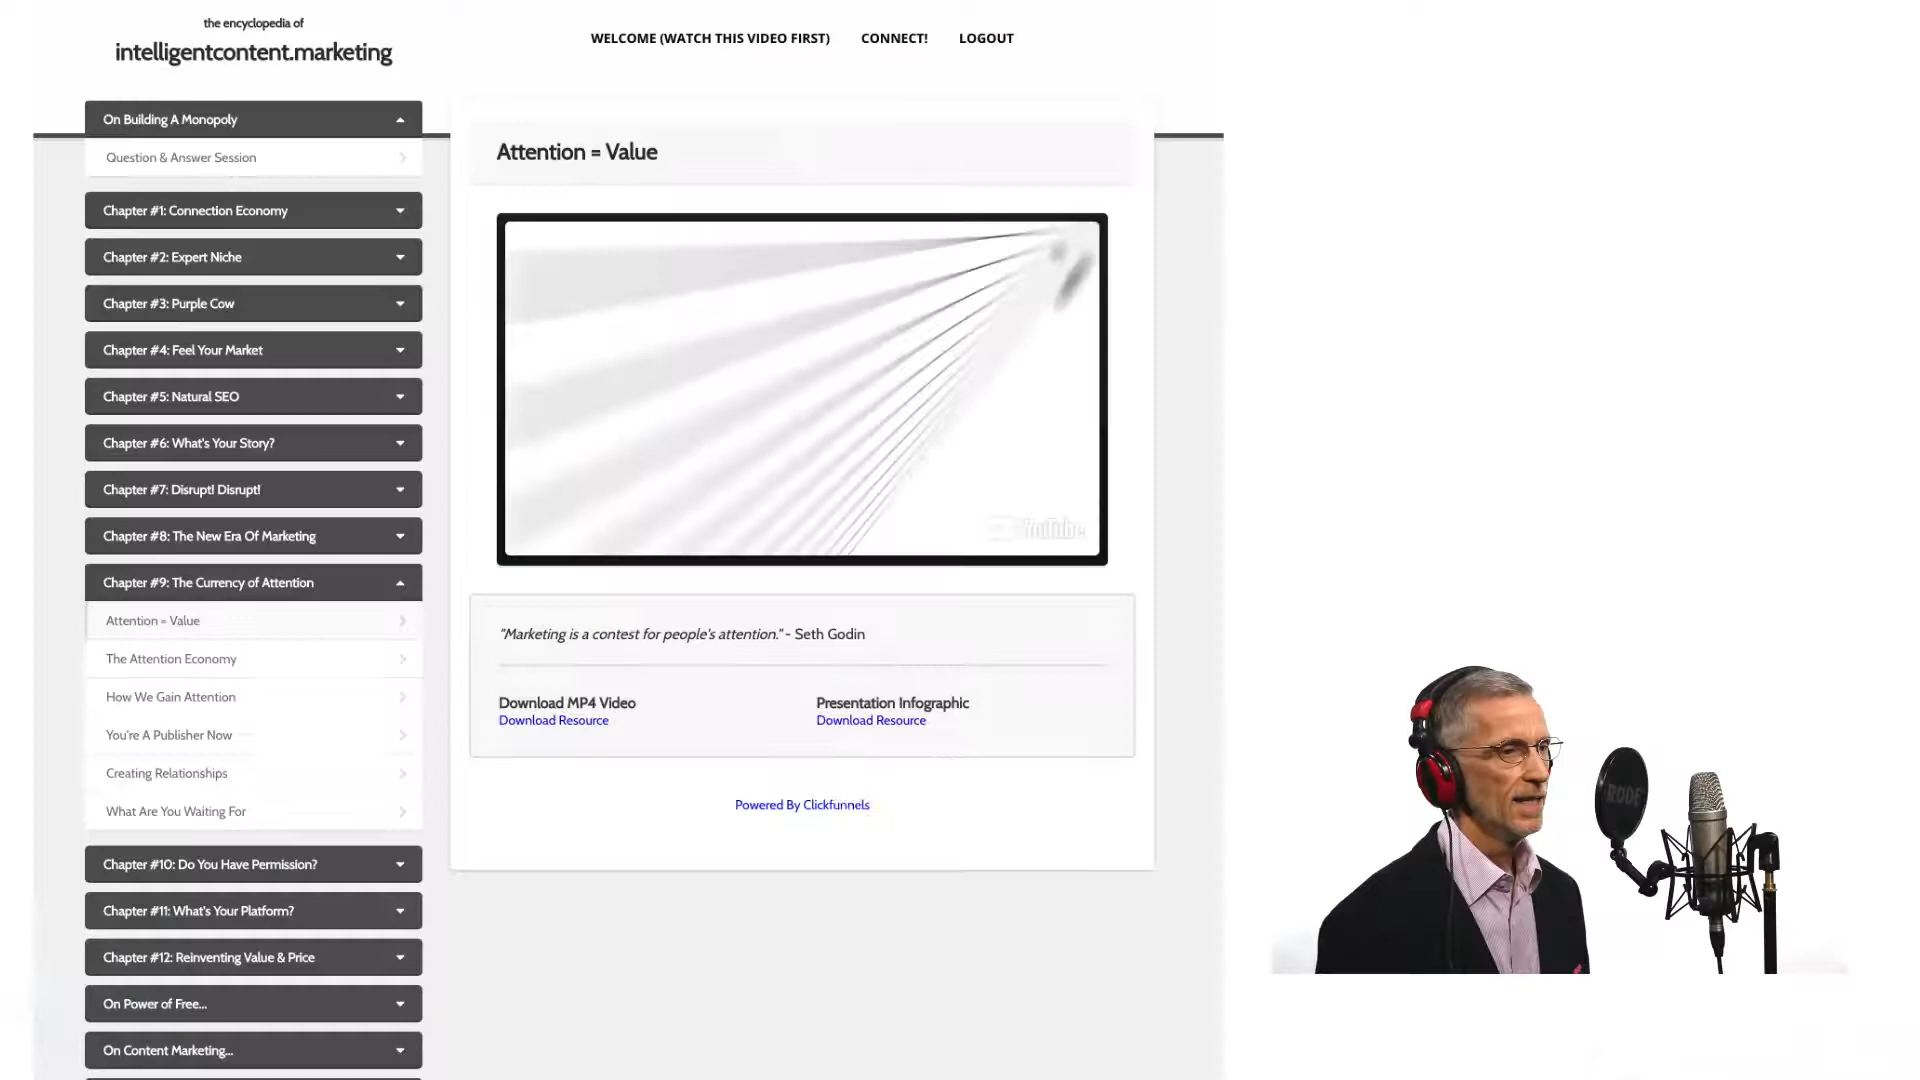 the encyclopedia of
intelligentcontent.marketing
WELCOME (WATCH THIS VIDEO FIRST)
CONNECT!
LOGOUT
On Building A Monopoly
Question & Answer Session
Chapter #1: Connection Economy
Chapter #2: Expert Niche
Chapter #3: Purple Cow
Chapter #4: Feel Your Market
Chapter #5: Natural SEO
Chapter #6: What's Your Story?
Chapter #7: Disrupt! Disrupt!
Chapter #8: The New Era Of Marketing
Chapter #9: The Currency of Attention
Attention = Value
The Attention Economy
How We Gain Attention
You're A Publisher Now
Creating Relationships
What Are You Waiting For
Chapter #10: Do You Have Permission?
Chapter #11: What's Your Platform?
Chapter #12: Reinventing Value & Price
On Power of Free...
On Content Marketing...
Attention = Value
YouTube
"Marketing is a contest for people's attention." - Seth Godin
Download MP4 Video
Download Resource
Presentation Infographic
Download Resource
Powered By Clickfunnels
RODE